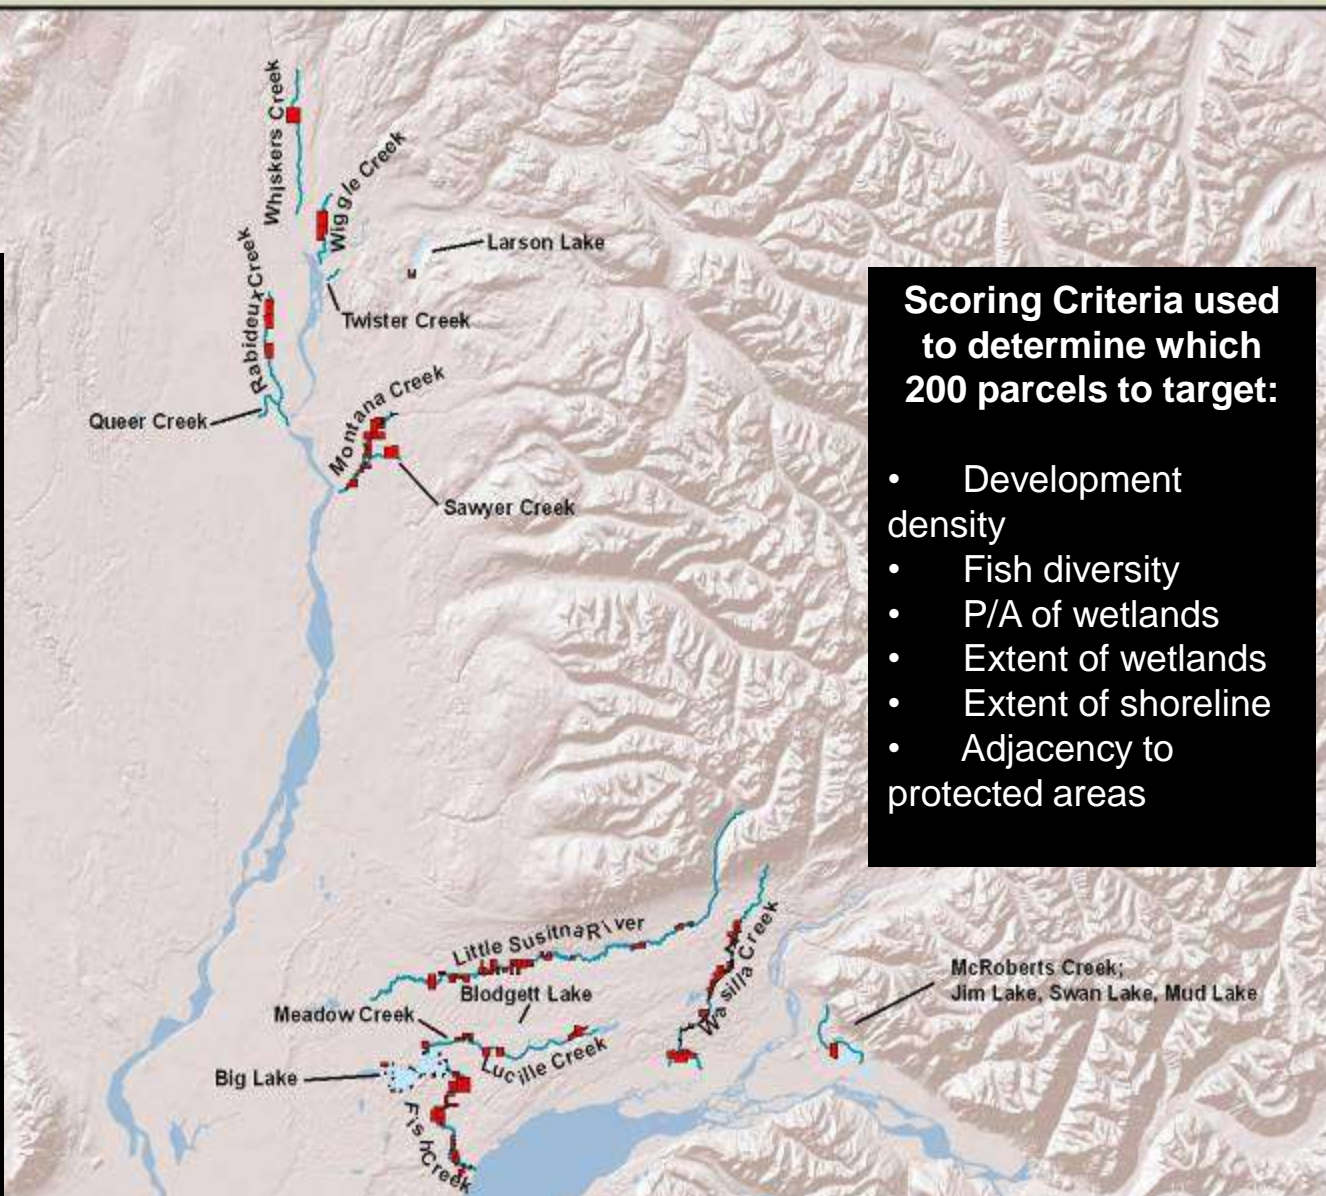 Whiskers Creek
Wiggle Creek
Larson Lake
Rabideux Creek
Twister Creek
Queer Creek
Montana Creek
Sawyer Creek
Scoring Criteria used
to determine which
200 parcels to target:
• Development
density
• Fish diversity
• P/A of wetlands
• Extent of wetlands
• Extent of shoreline
• Adjacency to
protected areas
Little Susitna River
Wasilla Creek
McRoberts Creek;
Jim Lake, Swan Lake, Mud Lake
Blodgett Lake
Meadow Creek
Lucille Creek
Big Lake
Fish Creek